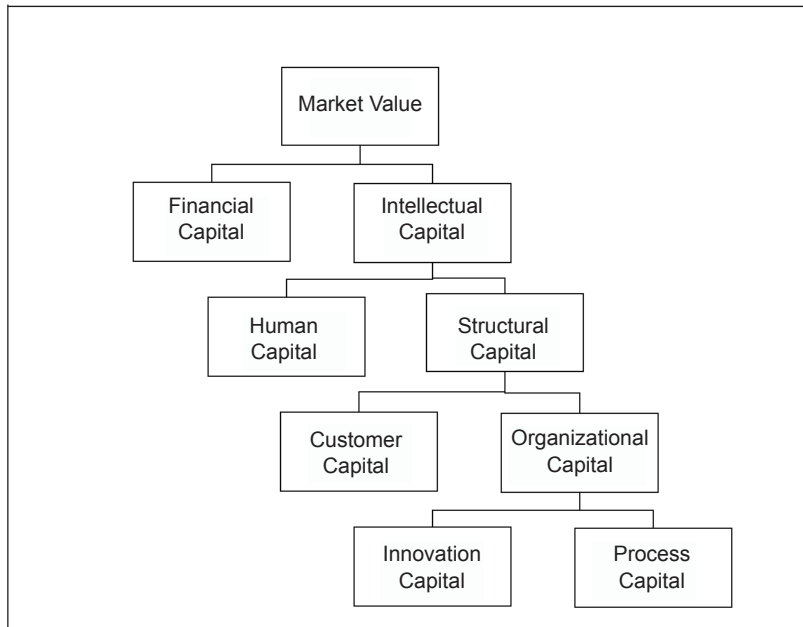 Market Value
Financial
Capital
Intellectual
Capital
Human
Capital
Structural
Capital
Customer
Capital
Organizational
Capital
Innovation
Capital
Process
Capital